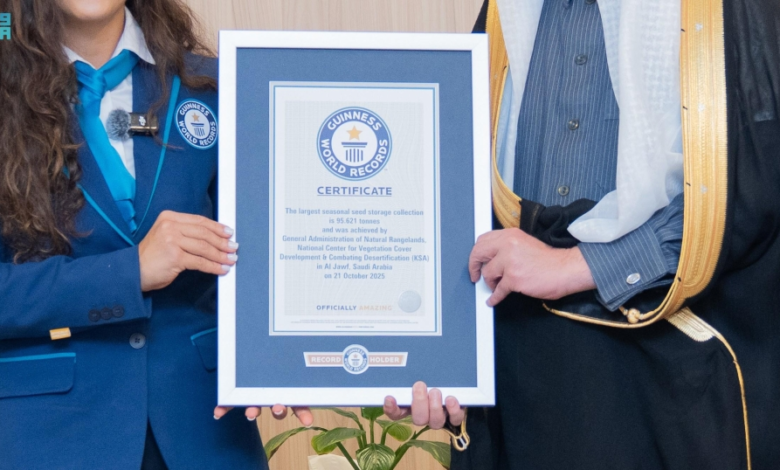 GUINNESS
WORLD RECORDS
CERTIFICATE
The largest seasonal seed storage collection
is 95.621 tonnes
and was achieved by
General Administration of Natural Rangelands,
National Center for Vegetation Cover
Development & Combating Desertification (KSA)
in Al Jawf, Saudi Arabia
on 21 October 2025
OFFICIALLY AMAZING
RECORD HOLDER
GUINNESS
WORLD RECORDS